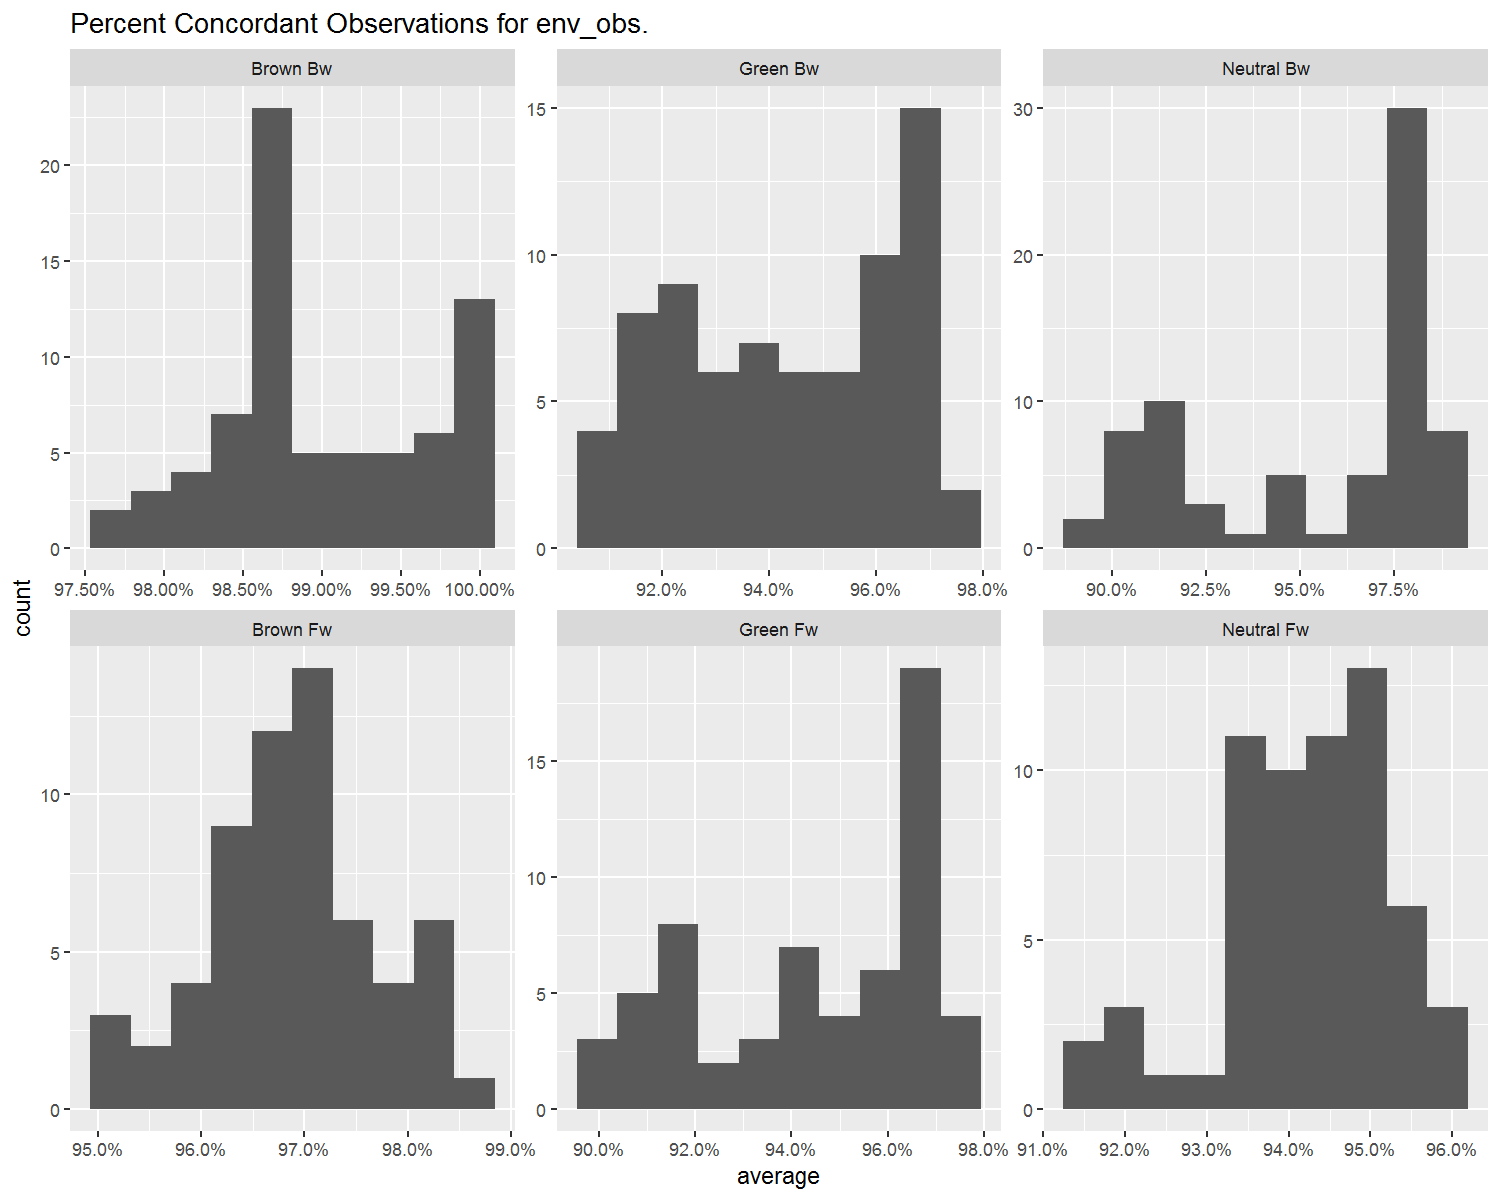 Percent Concordant Observations for env_obs.
Brown Bw
Green Bw
Neutral Bw
20
15
10
5
0
97.50% 98.00% 98.50% 99.00% 99.50% 100.00%
15
10
5
0
92.0% 94.0% 96.0% 98.0%
30
20
10
0
90.0% 92.5% 95.0% 97.5%
count
Brown Fw
Green Fw
Neutral Fw
10
5
0
95.0% 96.0% 97.0% 98.0% 99.0%
15
10
5
0
90.0% 92.0% 94.0% 96.0% 98.0%
10
5
0
91.0% 92.0% 93.0% 94.0% 95.0% 96.0%
average